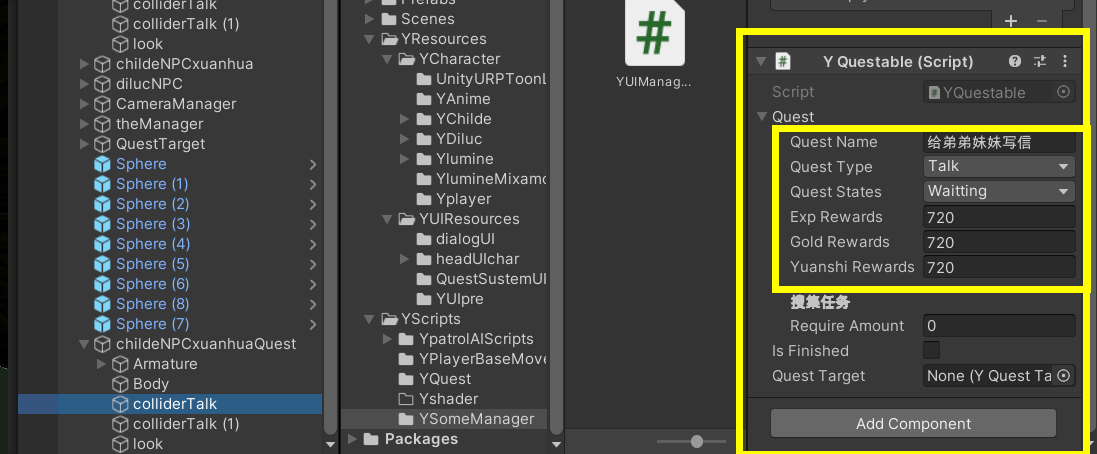 colliderTalk
colliderTalk (1)
look
childeNPCxuanhua
dilucNPC
CameraManager
theManager
QuestTarget
Sphere
Sphere (1)
Sphere (2)
Sphere (3)
Sphere (4)
Sphere (5)
Sphere (6)
Sphere (8)
Sphere (7)
childeNPCxuanhuaQuest
Armature
Body
colliderTalk
colliderTalk (1)
look
Prefabs
Scenes
YResources
YCharacter
UnityURPToonL
YAnime
YChilde
YDiluc
Ylumine
YlumineMixamo
Yplayer
YUIResources
dialogUI
headUIchar
QuestSustemUI
YUIpre
YScripts
YpatrolAIScripts
YPlayerBaseMove
YQuest
Yshader
YSomeManager
Packages
#
YUIManag...
# Y Questable (Script)
Script # YQuestable
Quest
Quest Name 给弟弟妹妹写信
Quest Type Talk
Quest States Waitting
Exp Rewards 720
Gold Rewards 720
Yuanshi Rewards 720
搜集任务
Require Amount 0
Is Finished
Quest Target None (Y Quest Ta
Add Component